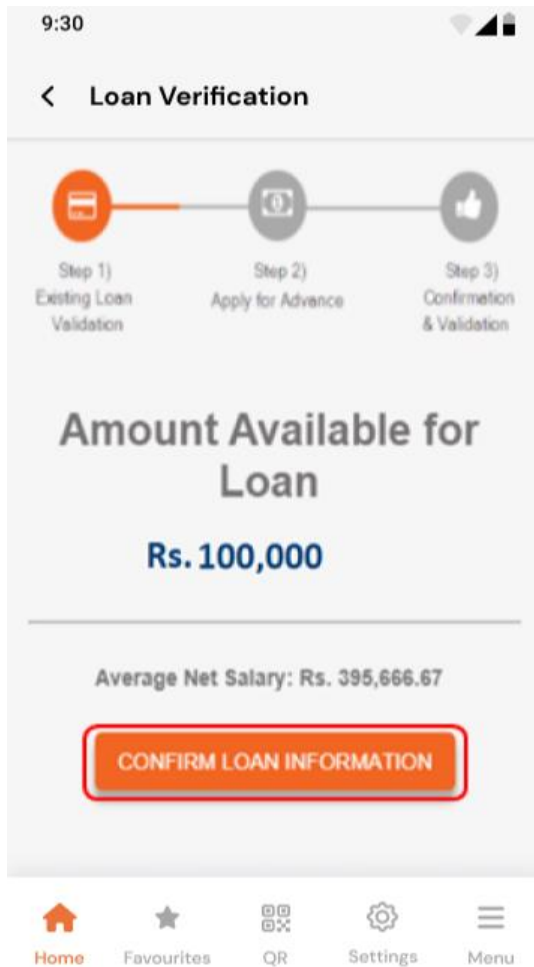 9:30
Loan Verification
Step 1)
Existing Loan
Validation
Step 2)
Apply for Advance
Step 3)
Confirmation
& Validation
Amount Available for
Loan
Rs. 100,000
Average Net Salary: Rs. 395,666.67
CONFIRM LOAN INFORMATION
Home
Favourites
QR
Settings
Menu